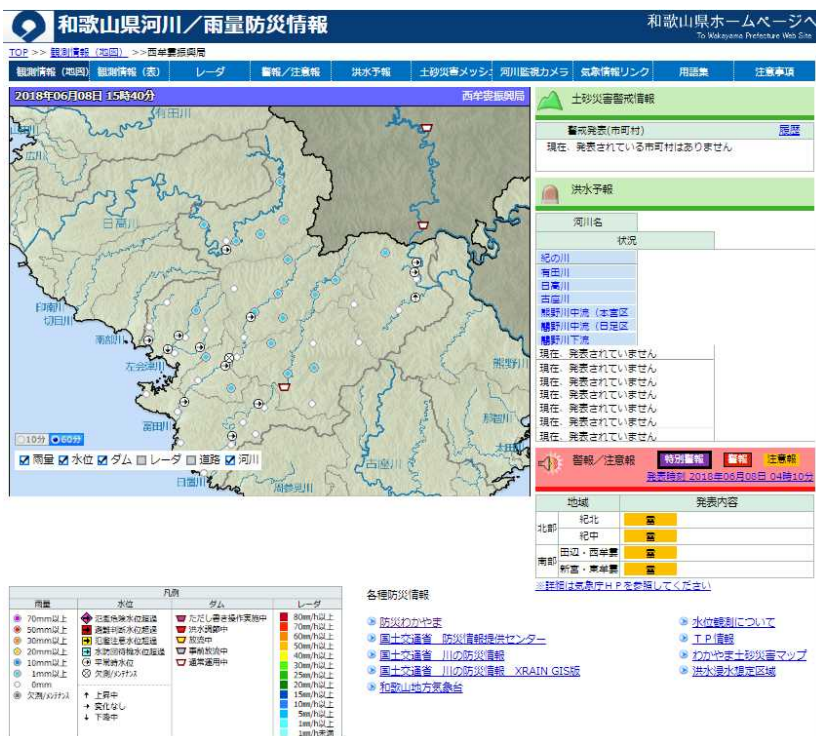 和歌山県河川／雨量防災情報
和歌山県ホームページへ
To Wakayama Prefecture Web Site
TOP >> 観測情報（地図） >>西牟婁振興局
観測情報（地図） 観測情報（表） レーダ 警報／注意報 洪水予報 土砂災害メッシュ 河川監視カメラ 気象情報リンク 用語集 注意事項
2018年06月08日 15時40分 西牟婁振興局
有田川
広川
日高川
印南川
切目川
南部川
左会津川
富田川
日置川
周参見川
古座川
熊野川
那智川
太田川
10分 60分
雨量 水位 ダム レーダ 道路 河川
土砂災害警戒情報
警戒発表(市町村) 履歴
現在、発表されている市町村はありません
洪水予報
河川名
状況
紀の川
有田川
日高川
古座川
熊野川中流（本宮区
熊野川中流（日足区
熊野川下流
現在、発表されていません
現在、発表されていません
現在、発表されていません
現在、発表されていません
現在、発表されていません
現在、発表されていません
現在、発表されていません
警報／注意報 特別警報 警報 注意報
発表時刻 2018年06月08日 04時10分
地域 発表内容
北部 紀北 雷
紀中 雷
南部 田辺・西牟婁 雷
新宮・東牟婁 雷
※詳細は気象庁ＨＰを参照してください
凡例
雨量 水位 ダム レーダ
70mm以上
50mm以上
30mm以上
20mm以上
10mm以上
1mm以上
0mm
欠測/メンテナンス
氾濫危険水位超過
避難判断水位超過
氾濫注意水位超過
水防団待機水位超過
平常時水位
欠測/メンテナンス
↑ 上昇中
→ 変化なし
↓ 下降中
ただし書き操作実施中
洪水調節中
放流中
事前放流中
通常運用中
80mm/h以上
70mm/h以上
60mm/h以上
50mm/h以上
40mm/h以上
30mm/h以上
25mm/h以上
20mm/h以上
15mm/h以上
10mm/h以上
5mm/h以上
1mm/h以上
1mm/h未満
各種防災情報
防災わかやま
国土交通省 防災情報提供センター
国土交通省 川の防災情報
国土交通省 川の防災情報 XRAIN GIS版
和歌山地方気象台
水位観測について
ＴＰ情報
わかやま土砂災害マップ
洪水浸水想定区域